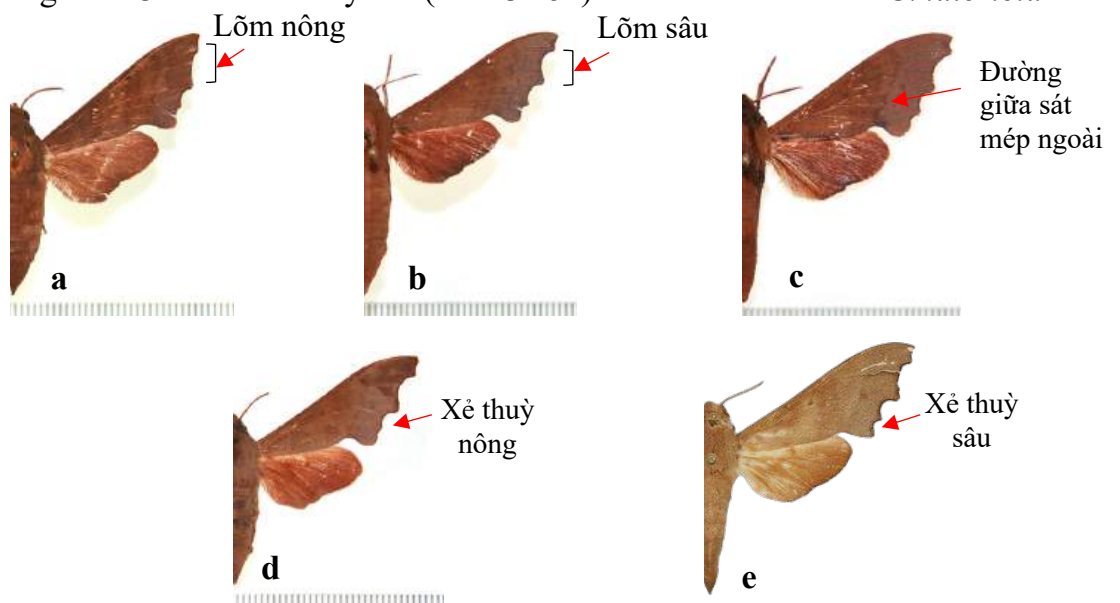 Lõm nông
Lõm sâu
Đường
giữa sát
mép ngoài
a
b
c
Xẻ thuỳ
nông
Xẻ thuỳ
sâu
d
e